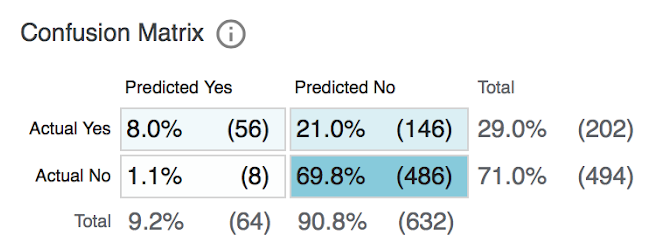 Confusion Matrix
Predicted Yes Predicted No Total
Actual Yes 8.0% (56) 21.0% (146) 29.0% (202)
Actual No 1.1% (8) 69.8% (486) 71.0% (494)
Total 9.2% (64) 90.8% (632)